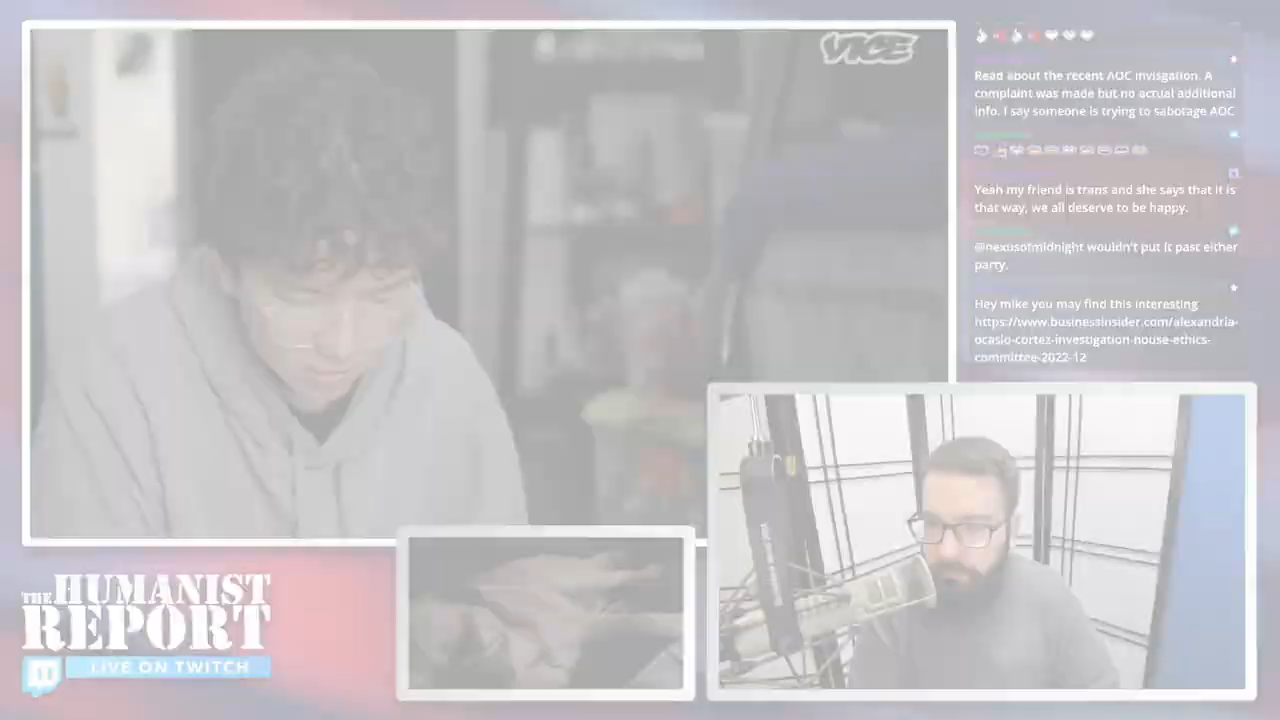 VICE
Read about the recent AOC invisgation. A
complaint was made but no actual additional
info. I say someone is trying to sabotage AOC
Yeah my friend is trans and she says that it is
that way, we all deserve to be happy.
@nexusofmidnight wouldn't put it past either
party.
Hey mike you may find this interesting
https://www.businessinsider.com/alexandria-
ocasio-cortez-investigation-house-ethics-
committee-2022-12
THE HUMANIST
REPORT
LIVE ON TWITCH